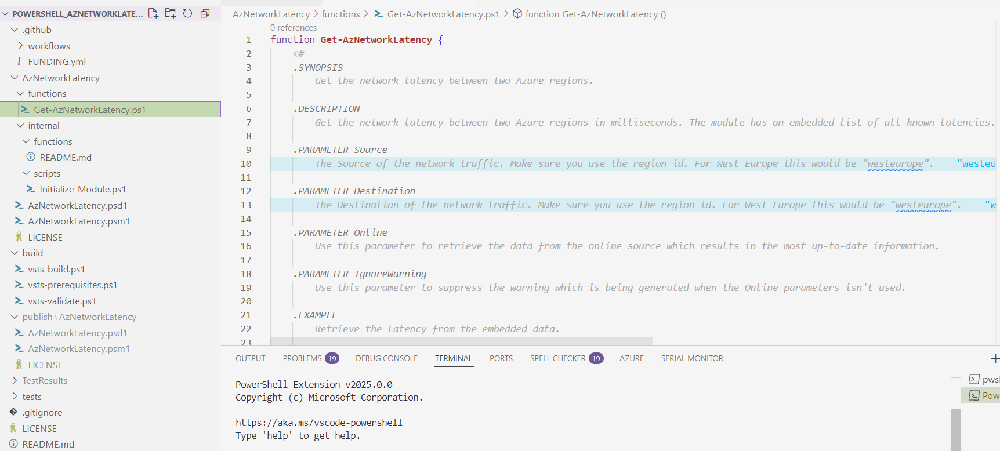 POWERSHELL_AZNETWORKLATE...
.github
workflows
! FUNDING.yml
AzNetworkLatency
functions
Get-AzNetworkLatency.ps1
internal
functions
README.md
scripts
Initialize-Module.ps1
AzNetworkLatency.psd1
AzNetworkLatency.psm1
LICENSE
build
vsts-build.ps1
vsts-prerequisites.ps1
vsts-validate.ps1
publish\AzNetworkLatency
AzNetworkLatency.psd1
AzNetworkLatency.psm1
LICENSE
TestResults
tests
.gitignore
LICENSE
README.md
AzNetworkLatency > functions > Get-AzNetworkLatency.ps1 > function Get-AzNetworkLatency ()
0 references
1 function Get-AzNetworkLatency {
2 <#
3 .SYNOPSIS
4 Get the network latency between two Azure regions.
5
6 .DESCRIPTION
7 Get the network latency between two Azure regions in milliseconds. The module has an embedded list of all known latencies.
8
9 .PARAMETER Source
10 The Source of the network traffic. Make sure you use the region id. For West Europe this would be "westeurope". "westeu
11
12 .PARAMETER Destination
13 The Destination of the network traffic. Make sure you use the region id. For West Europe this would be "westeurope". "w
14
15 .PARAMETER Online
16 Use this parameter to retrieve the data from the online source which results in the most up-to-date information.
17
18 .PARAMETER IgnoreWarning
19 Use this parameter to suppress the warning which is being generated when the Online parameters isn't used.
20
21 .EXAMPLE
22 Retrieve the latency from the embedded data.
23
OUTPUT PROBLEMS 19 DEBUG CONSOLE TERMINAL PORTS SPELL CHECKER 19 AZURE SERIAL MONITOR
PowerShell Extension v2025.0.0
Copyright (c) Microsoft Corporation.
https://aka.ms/vscode-powershell
Type 'help' to get help.
Pow